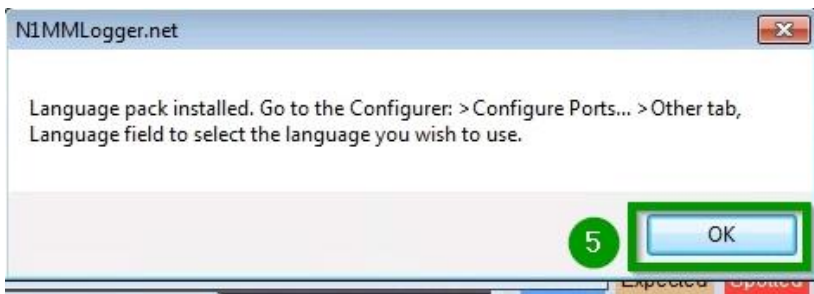 N1MMLogger.net
Language pack installed. Go to the Configurer: >Configure Ports... >Other tab,
Language field to select the language you wish to use.
5
OK
Expected Spotted